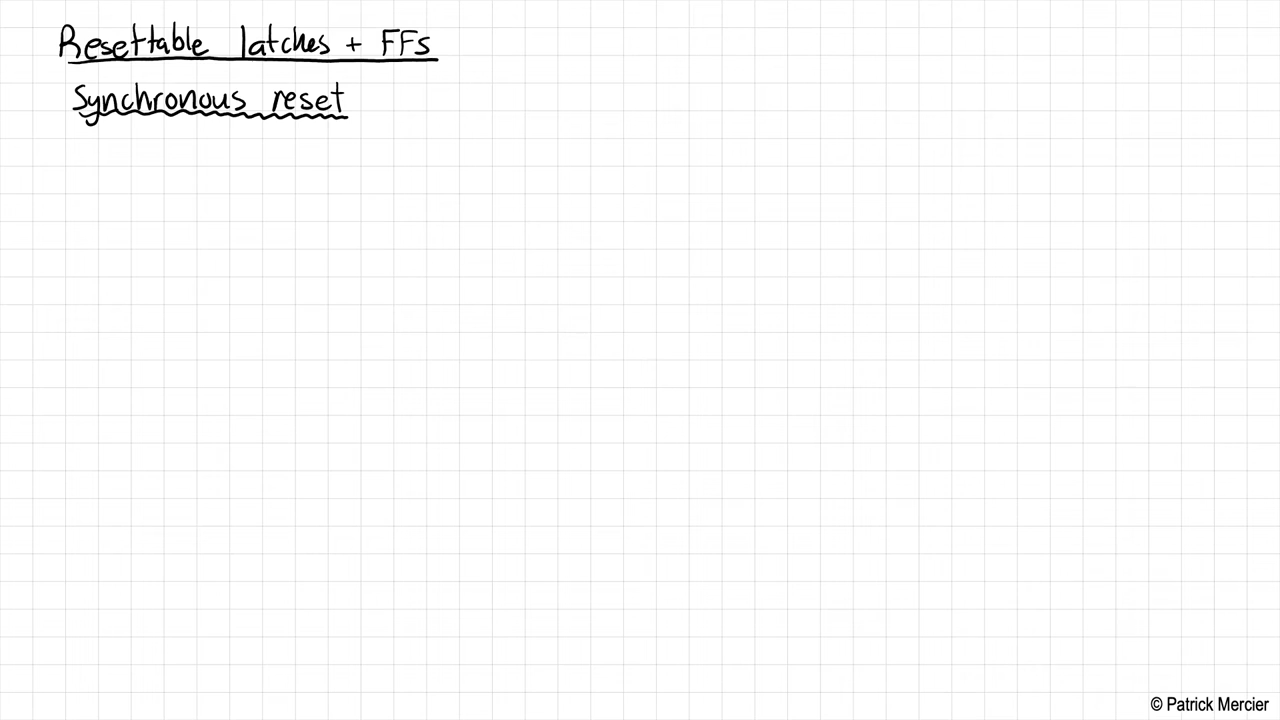 Resettable latches + FFs
Synchronous reset
© Patrick Mercier